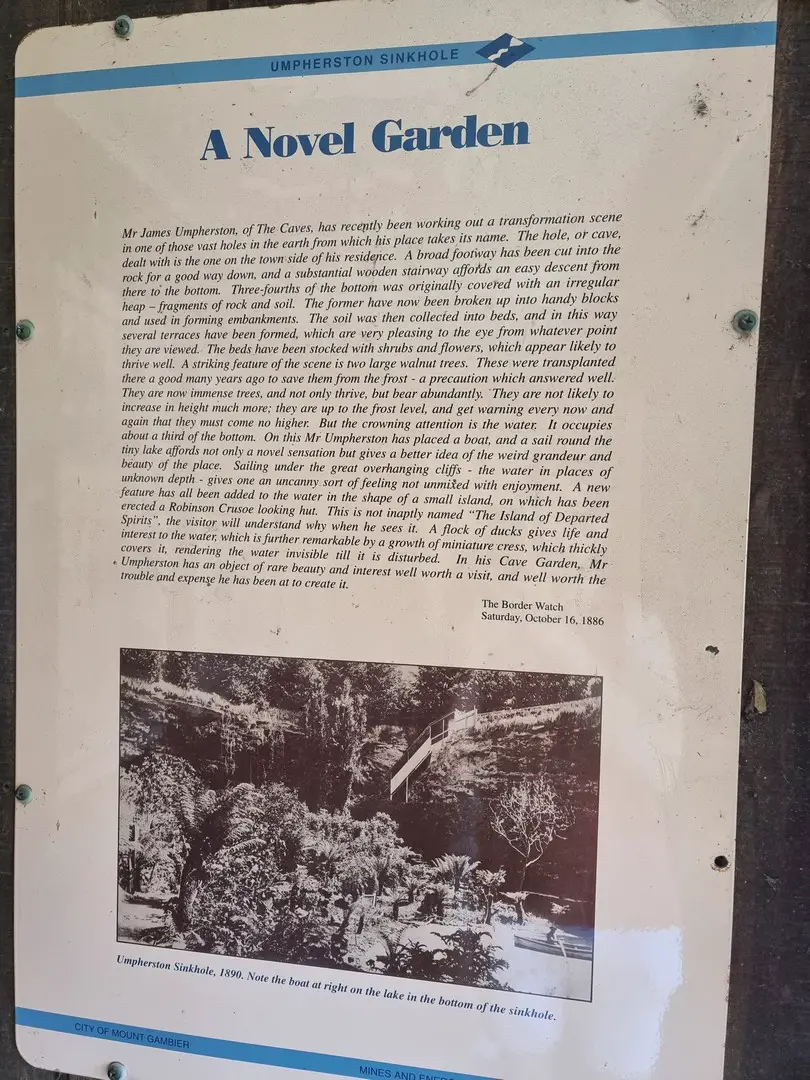 UMPHERSTON SINKHOLE
A Novel Garden
Mr James Umpherston, of The Caves, has recently been working out a transformation scene
in one of those vast holes in the earth from which his place takes its name. The hole, or cave,
dealt with is the one on the town side of his residence. A broad footway has been cut into the
rock for a good way down, and a substantial wooden stairway affords an easy descent from
there to the bottom. Three-fourths of the bottom was originally covered with an irregular
heap – fragments of rock and soil. The former have now been broken up into handy blocks
and used in forming embankments. The soil was then collected into beds, and in this way
several terraces have been formed, which are very pleasing to the eye from whatever point
they are viewed. The beds have been stocked with shrubs and flowers, which appear likely to
thrive well. A striking feature of the scene is two large walnut trees. These were transplanted
there a good many years ago to save them from the frost - a precaution which answered well.
They are now immense trees, and not only thrive, but bear abundantly. They are not likely to
increase in height much more; they are up to the frost level, and get warning every now and
again that they must come no higher. But the crowning attention is the water. It occupies
about a third of the bottom. On this Mr Umpherston has placed a boat, and a sail round the
tiny lake affords not only a novel sensation but gives a better idea of the weird grandeur and
beauty of the place. Sailing under the great overhanging cliffs - the water in places of
unknown depth - gives one an uncanny sort of feeling not unmixed with enjoyment. A new
feature has all been added to the water in the shape of a small island, on which has been
erected a Robinson Crusoe looking hut. This is not inaptly named “The Island of Departed
Spirits”, the visitor will understand why when he sees it. A flock of ducks gives life and
interest to the water, which is further remarkable by a growth of miniature cress, which thickly
covers it, rendering the water invisible till it is disturbed. In his Cave Garden, Mr
Umpherston has an object of rare beauty and interest well worth a visit, and well worth the
trouble and expense he has been at to create it.
The Border Watch
Saturday, October 16, 1886
Umpherston Sinkhole, 1890. Note the boat at right on the lake in the bottom of the sinkhole.
CITY OF MOUNT GAMBIER
MINES AND ENERG